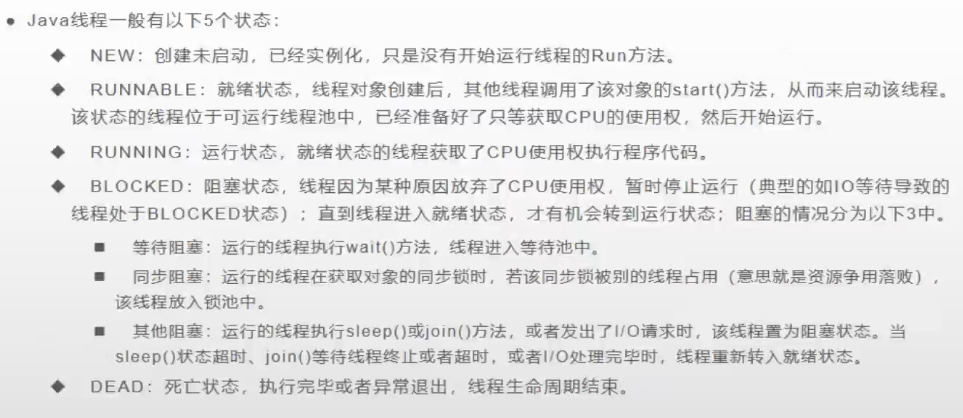 ● Java线程一般有以下5个状态：
◆ NEW：创建未启动，已经实例化，只是没有开始运行线程的Run方法。
◆ RUNNABLE：就绪状态，线程对象创建后，其他线程调用了该对象的start()方法，从而来启动该线程。
该状态的线程位于可运行线程池中，已经准备好了只等获取CPU的使用权，然后开始运行。
◆ RUNNING：运行状态，就绪状态的线程获取了CPU使用权执行程序代码。
◆ BLOCKED：阻塞状态，线程因为某种原因放弃了CPU使用权，暂时停止运行（典型的如IO等待导致的
线程处于BLOCKED状态）；直到线程进入就绪状态，才有机会转到运行状态；阻塞的情况分为以下3中。
■ 等待阻塞：运行的线程执行wait()方法，线程进入等待池中。
■ 同步阻塞：运行的线程在获取对象的同步锁时，若该同步锁被别的线程占用（意思就是资源争用落败），
该线程放入锁池中。
■ 其他阻塞：运行的线程执行sleep()或join()方法，或者发出了I/O请求时，该线程置为阻塞状态。当
sleep()状态超时、join()等待线程终止或者超时，或者I/O处理完毕时，线程重新转入就绪状态。
◆ DEAD：死亡状态，执行完毕或者异常退出，线程生命周期结束。